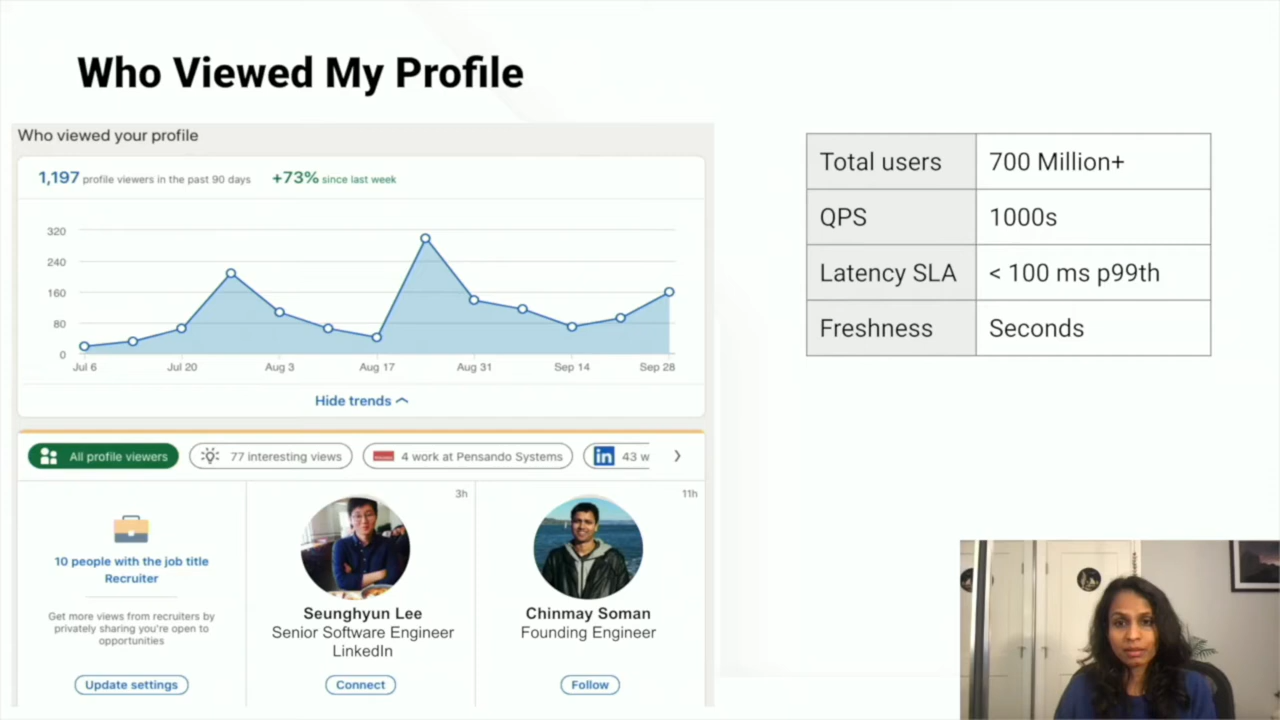 Who Viewed My Profile
Who viewed your profile
1,197 profile viewers in the past 90 days +73% since last week
320
240
160
80
0
Jul 6 Jul 20 Aug 3 Aug 17 Aug 31 Sep 14 Sep 28
Hide trends
All profile viewers 77 interesting views 4 work at Pensando Systems in 43 w
3h
11h
10 people with the job title
Recruiter
Get more views from recruiters by
privately sharing you're open to
opportunities
Update settings
Seunghyun Lee
Senior Software Engineer
LinkedIn
Connect
Chinmay Soman
Founding Engineer
Follow
Total users 700 Million+
QPS 1000s
Latency SLA < 100 ms p99th
Freshness Seconds